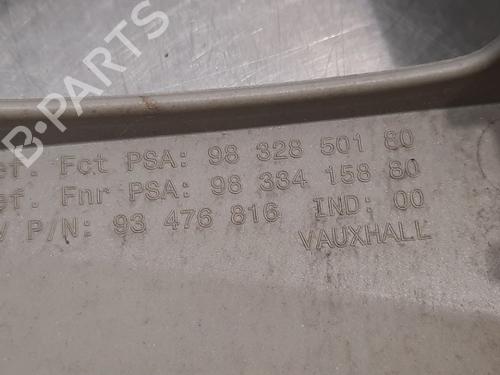 B-PARTS
ef. Fct PSA: 98 328 501 80
ef. Fnr PSA: 98 334 158 80
P/N: 93 476 816 IND: 00
VAUXHALL